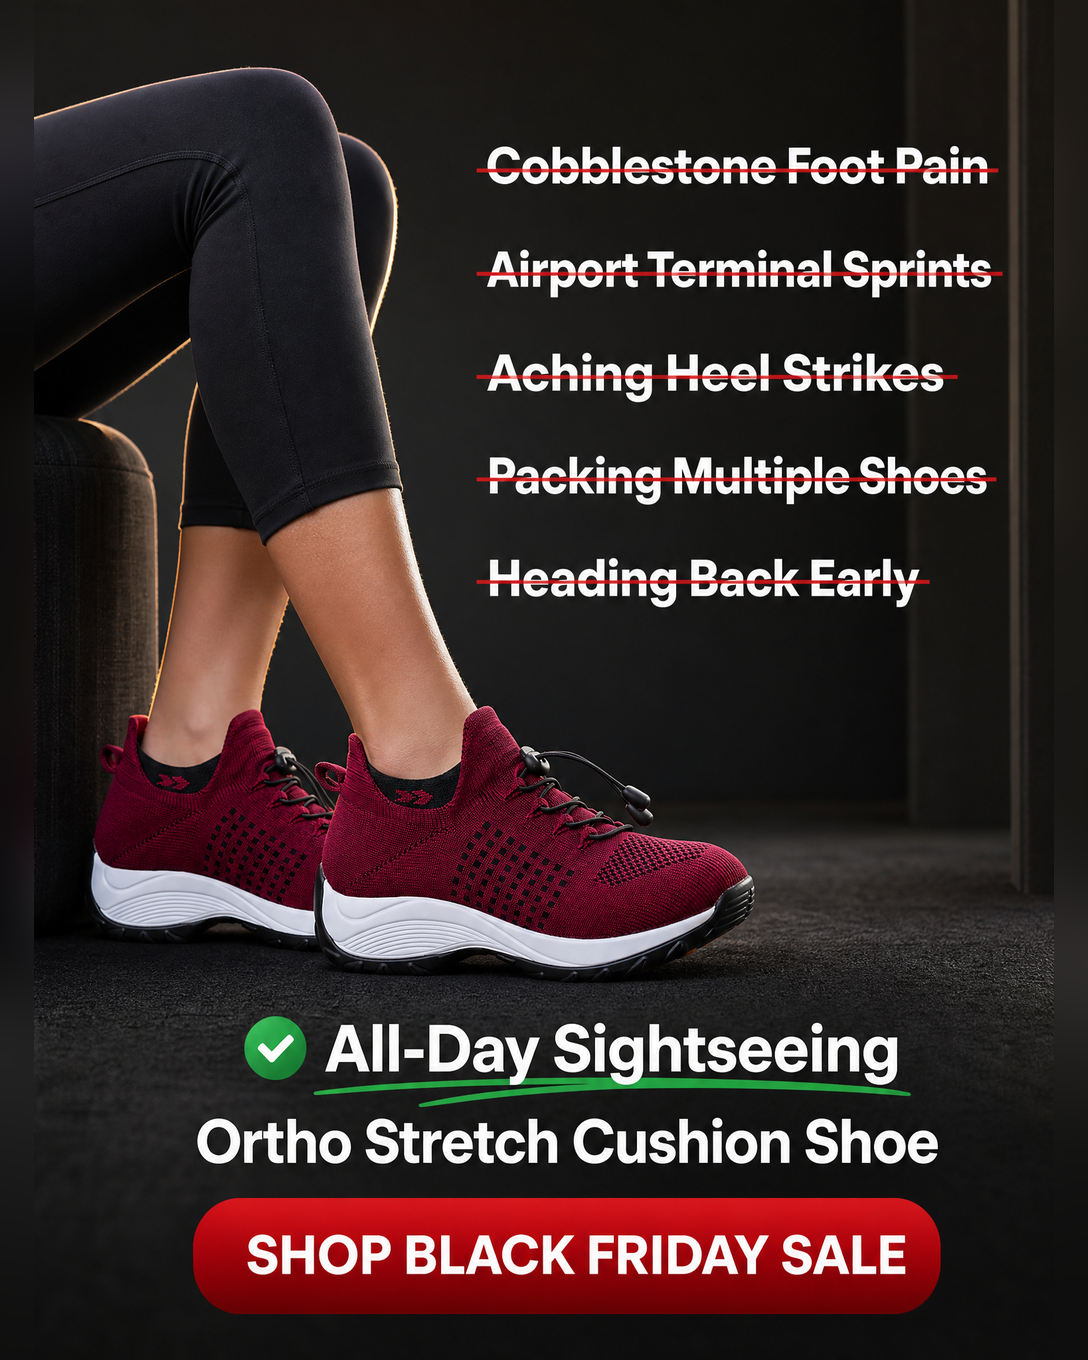 Cobblestone Foot Pain
Airport Terminal Sprints
Aching Heel Strikes
Packing Multiple Shoes
Heading Back Early
All-Day Sightseeing
Ortho Stretch Cushion Shoe
SHOP BLACK FRIDAY SALE